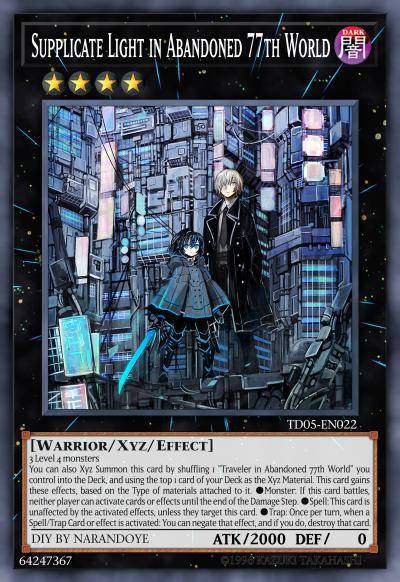 SUPPLICATE LIGHT IN ABANDONED 77TH WORLD
DARK
闇
TD05-EN022
[WARRIOR/XYZ/EFFECT]
3 Level 4 monsters
You can also Xyz Summon this card by shuffling 1 "Traveler in Abandoned 77th World" you
control into the Deck, and using the top 1 card of your Deck as the Xyz Material. This card gains
these effects, based on the Type of materials attached to it. ●Monster: If this card battles,
neither player can activate cards or effects until the end of the Damage Step. ●Spell: This card is
unaffected by the activated effects, unless they target this card. ●Trap: Once per turn, when a
Spell/Trap Card or effect is activated: You can negate that effect, and if you do, destroy that card.
DIY BY NARANDOYE
ATK/2000 DEF/ 0
64247367
©1996 KAZUKI TAKAHASHI